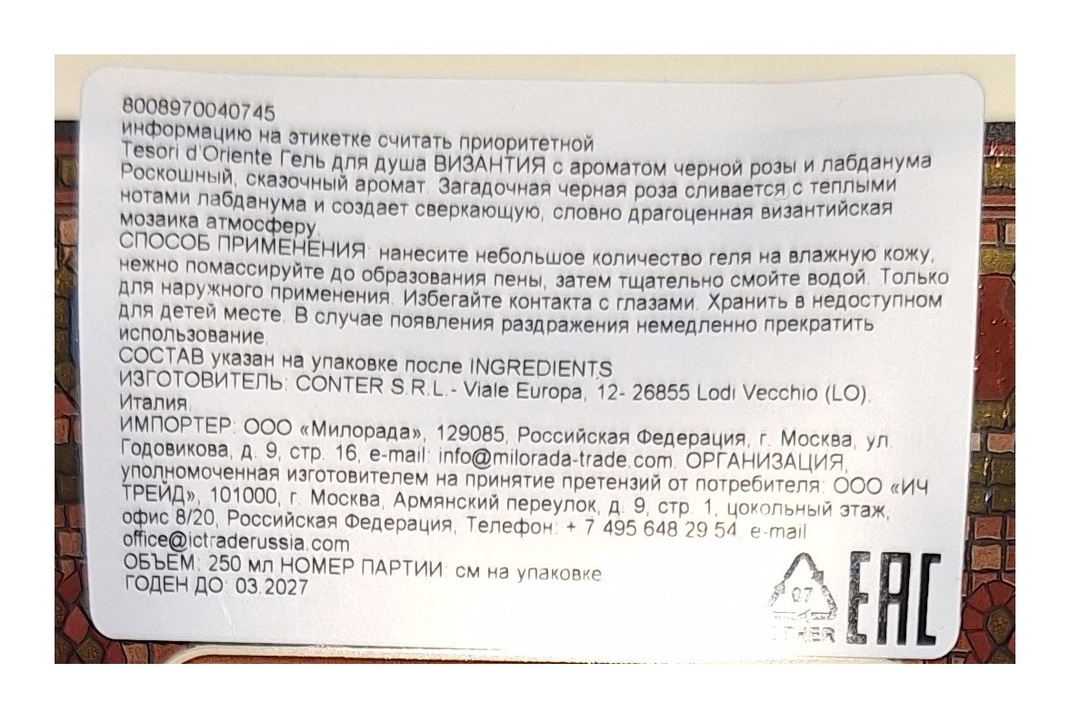 8008970040745
информацию на этикетке считать приоритетной
Tesori d'Oriente Гель для душа ВИЗАНТИЯ с ароматом черной розы и лабданума
Роскошный, сказочный аромат. Загадочная черная роза сливается с теплыми
нотами лабданума и создает сверкающую, словно драгоценная византийская
мозаика атмосферу.
СПОСОБ ПРИМЕНЕНИЯ: нанесите небольшое количество геля на влажную кожу,
нежно помассируйте до образования пены, затем тщательно смойте водой. Только
для наружного применения. Избегайте контакта с глазами. Хранить в недоступном
для детей месте. В случае появления раздражения немедленно прекратить
использование.
СОСТАВ указан на упаковке после INGREDIENTS
ИЗГОТОВИТЕЛЬ: CONTER S.R.L.- Viale Europa, 12- 26855 Lodi Vecchio (LO).
Италия.
ИМПОРТЕР: ООО «Милорада», 129085, Российская Федерация, г. Москва, ул.
Годовикова, д. 9, стр. 16, e-mail: info@milorada-trade.com. ОРГАНИЗАЦИЯ,
уполномоченная изготовителем на принятие претензий от потребителя: ООО «ИЧ
ТРЕЙД», 101000, г. Москва, Армянский переулок, д. 9, стр. 1, цокольный этаж,
офис 8/20, Российская Федерация, Телефон: + 7 495 648 29 54, e-mail
office@ictraderussia.com
ОБЪЕМ: 250 мл НОМЕР ПАРТИИ: см на упаковке
ГОДЕН ДО: 03.2027
07
EAC